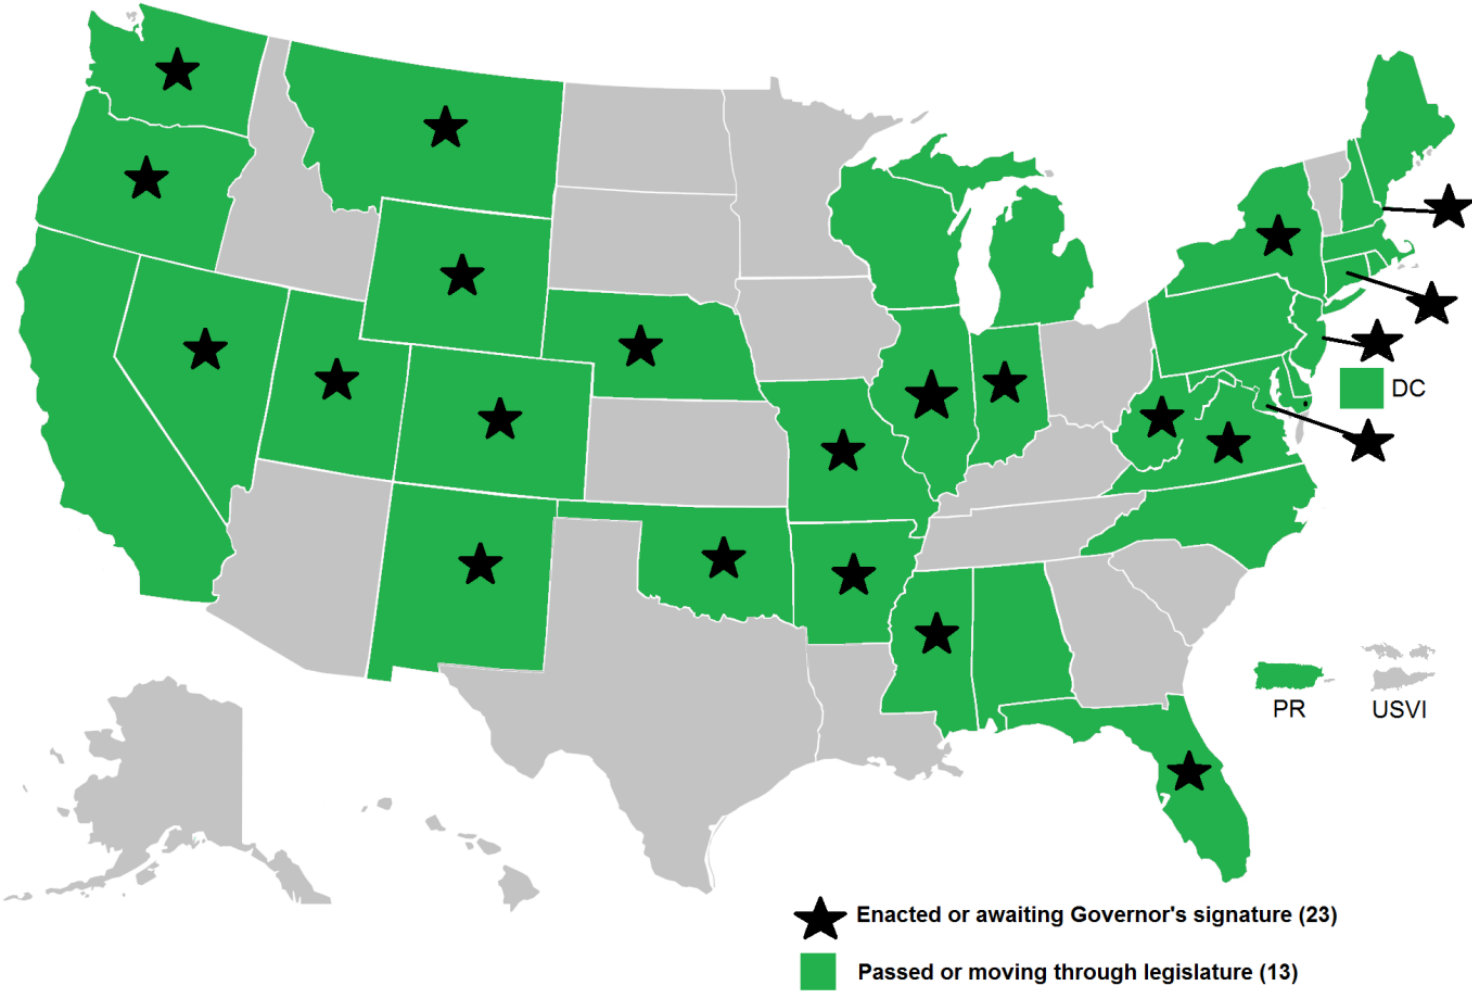 DC
PR
USVI
Enacted or awaiting Governor's signature (23)
Passed or moving through legislature (13)